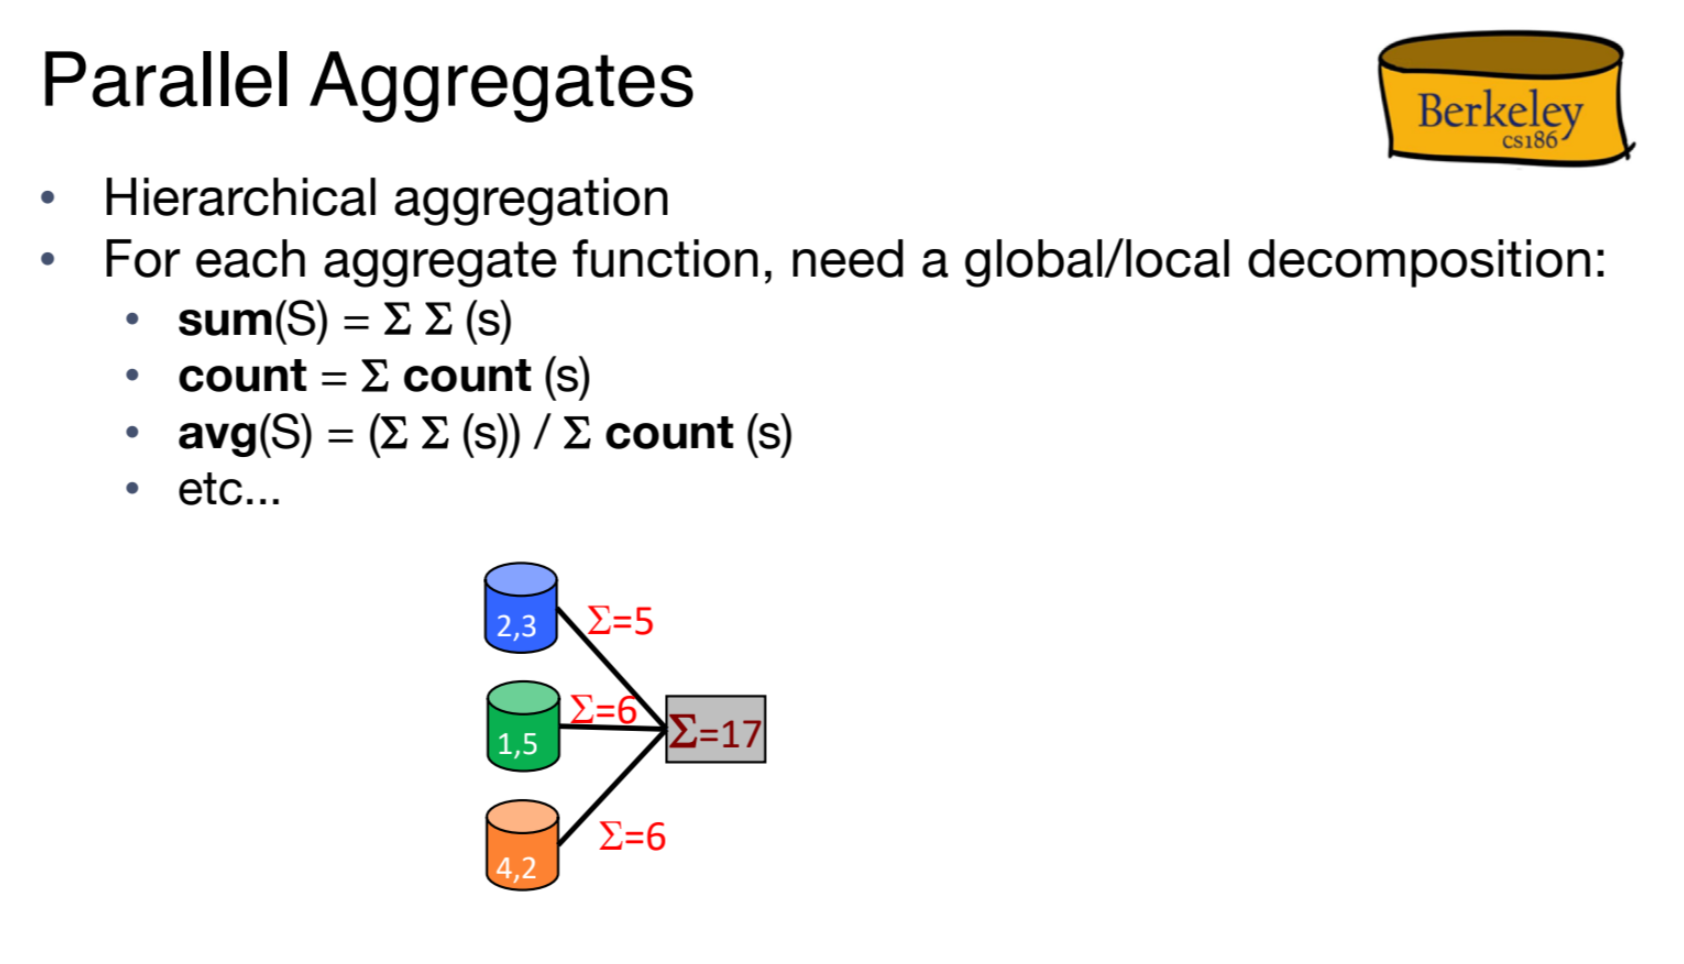 Parallel Aggregates
Berkeley
cs186
• Hierarchical aggregation
• For each aggregate function, need a global/local decomposition:
• sum(S) = Σ Σ (s)
• count = Σ count (s)
• avg(S) = (Σ Σ (s)) / Σ count (s)
• etc...
2,3
Σ=5
1,5
Σ=6
Σ=17
4,2
Σ=6